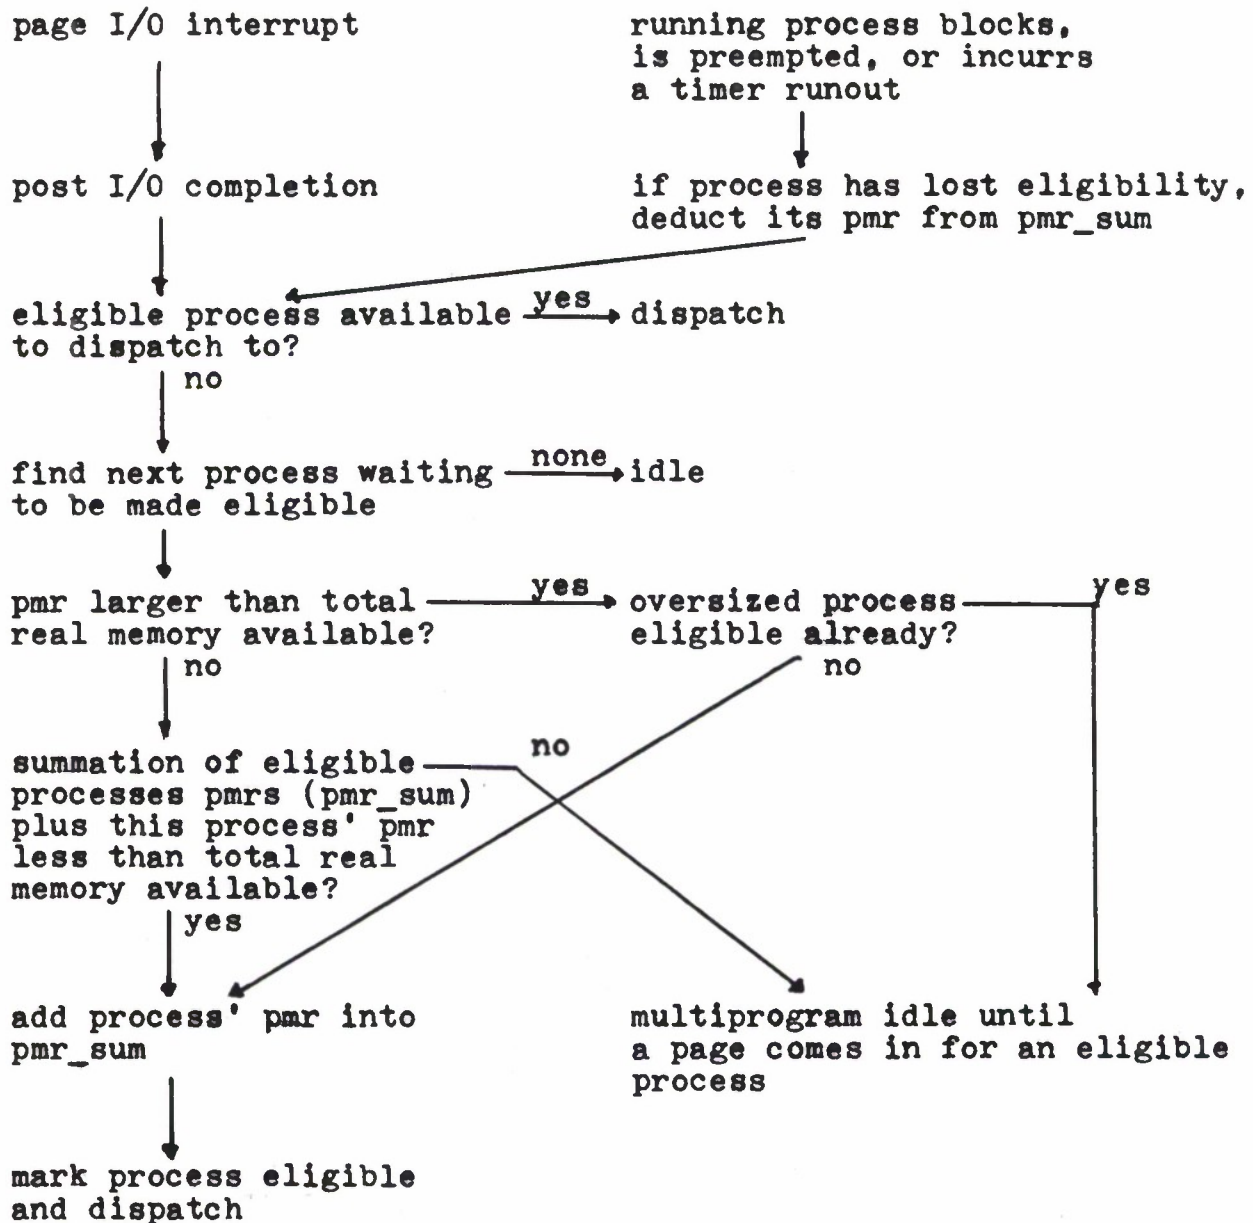 page I/O interrupt
running process blocks,
is preempted, or incurrs
a timer runout
post I/O completion
if process has lost eligibility,
deduct its pmr from pmr_sum
eligible process available
to dispatch to?
yes
dispatch
no
find next process waiting
to be made eligible
none
idle
pmr larger than total
real memory available?
yes
oversized process
eligible already?
yes
no
no
summation of eligible
processes pmrs (pmr_sum)
plus this process' pmr
less than total real
memory available?
no
yes
add process' pmr into
pmr_sum
multiprogram idle until
a page comes in for an eligible
process
mark process eligible
and dispatch